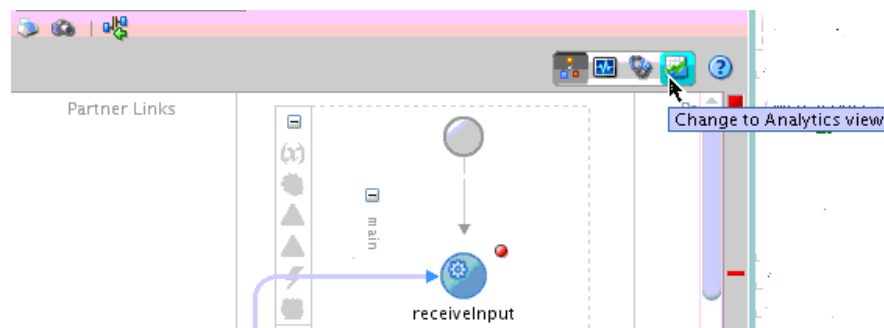 Partner Links
Change to Analytics view
(x)
main
receiveInput